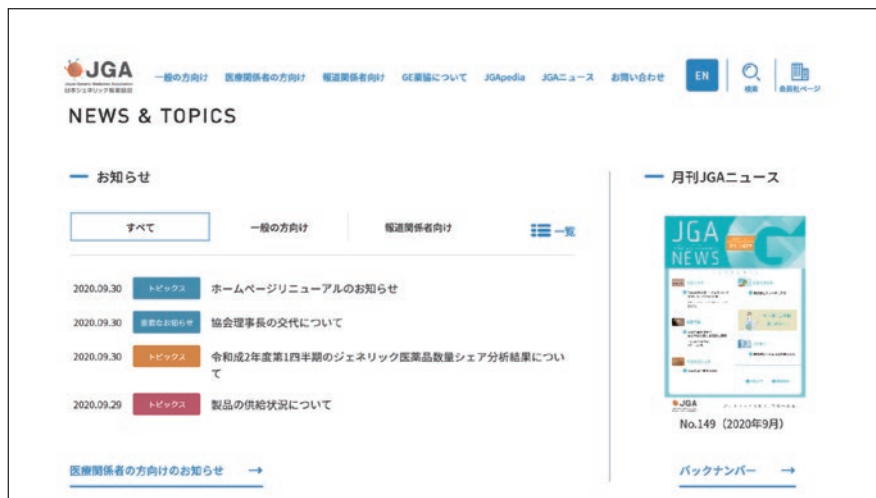 JGA
日本ジェネリック製薬協会
一般の方向け 医療関係者の方向け 報道関係者向け GE薬協について JGApedia JGAニュース お問い合わせ EN 検索 会員社ページ
NEWS & TOPICS
お知らせ
すべて 一般の方向け 報道関係者向け 一覧
2020.09.30 トピックス ホームページリニューアルのお知らせ
2020.09.30 重要なお知らせ 協会理事長の交代について
2020.09.30 トピックス 令和成2年度第1四半期のジェネリック医薬品数量シェア分析結果につい
て
2020.09.29 トピックス 製品の供給状況について
医療関係者の方向けのお知らせ →
月刊JGAニュース
JGA
NEWS
JGA
No.149（2020年9月）
バックナンバー →